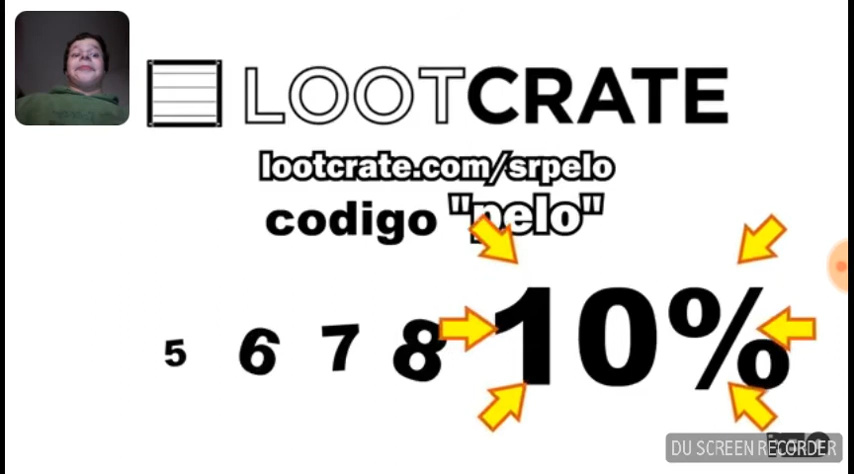 LOOTCRATE
lootcrate.com/srpelo
codigo "pelo"
5 6 7 8 10%
DU SCREEN RECORDER